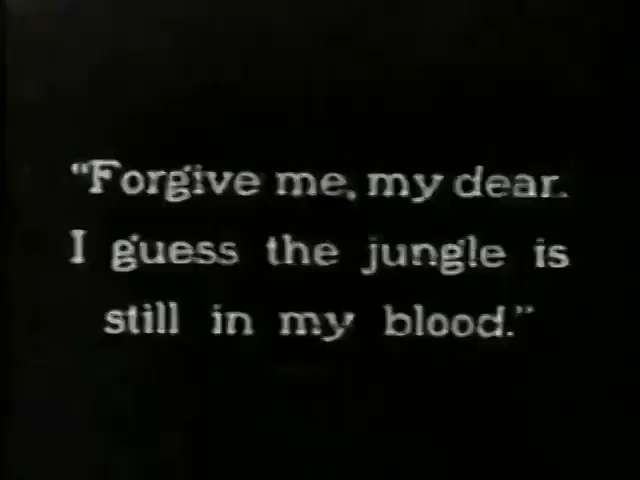 "Forgive me, my dear.
I guess the jungle is
still in my blood."